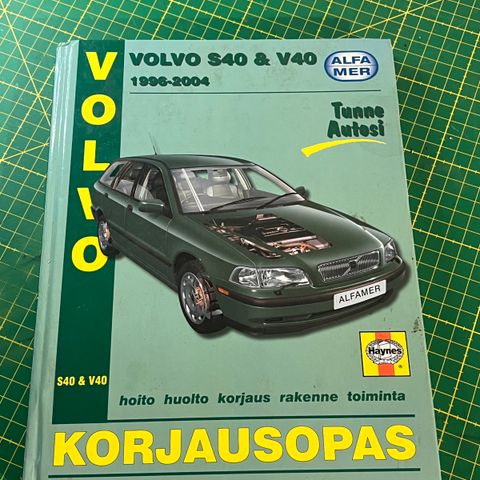 VOLVO
VOLVO S40 & V40
1996-2004
ALFA
MER
Tunne
Autosi
ALFAMER
Haynes
®
S40 & V40
hoito huolto korjaus rakenne toiminta
KORJAUSOPAS